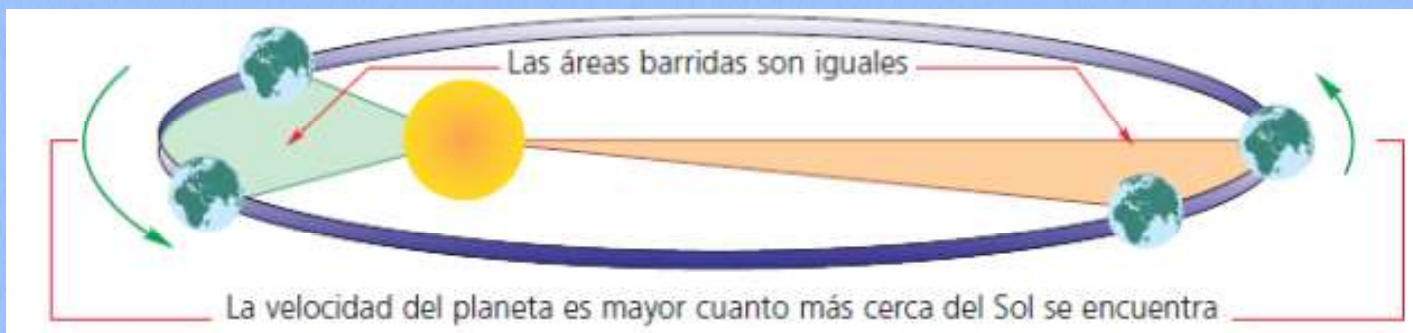 Las áreas barridas son iguales
La velocidad del planeta es mayor cuanto más cerca del Sol se encuentra